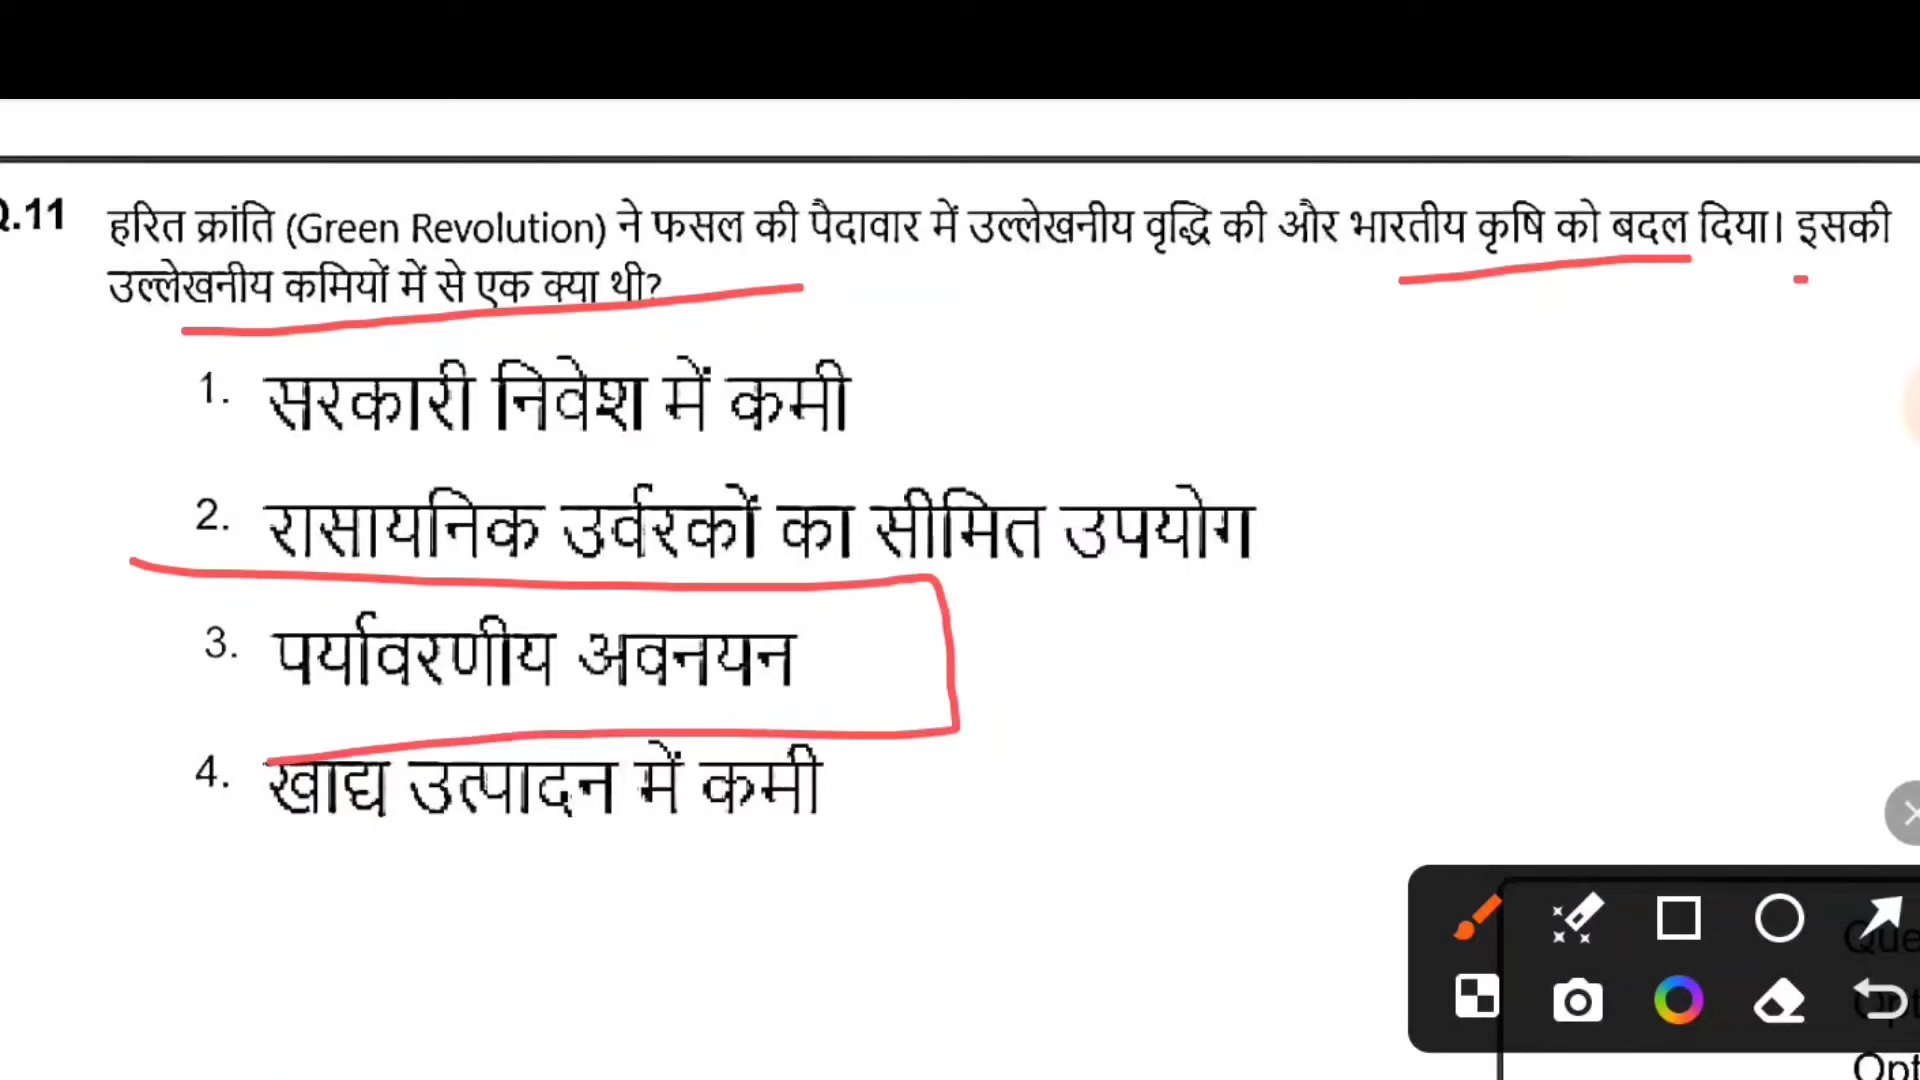 Q.11 हरित क्रांति (Green Revolution) ने फसल की पैदावार में उल्लेखनीय वृद्धि की और भारतीय कृषि को बदल दिया। इसकी
उल्लेखनीय कमियों में से एक क्या थी?
1. सरकारी निवेश में कमी
2. रासायनिक उर्वरकों का सीमित उपयोग
3. पर्यावरणीय अवनयन
4. खाद्य उत्पादन में कमी